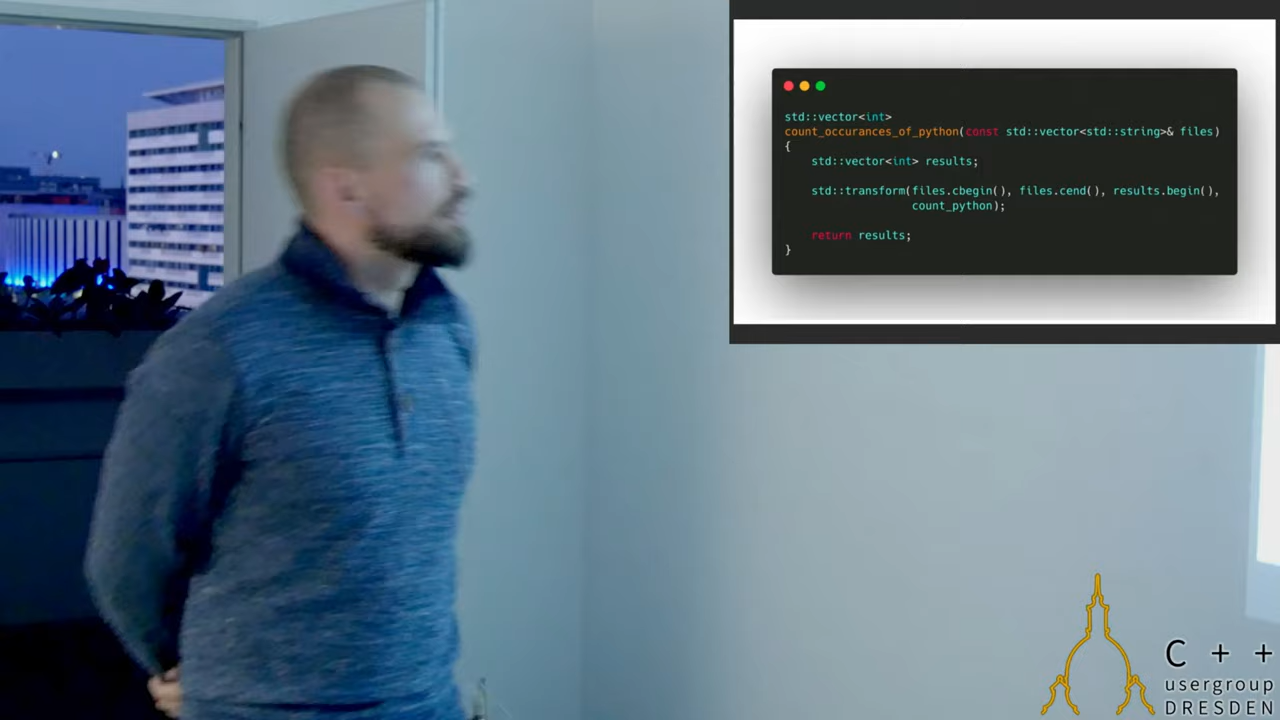 std::vector<int>
count_occurances_of_python(const std::vector<std::string>& files)
{
    std::vector<int> results;
    std::transform(files.cbegin(), files.cend(), results.begin(),
                   count_python);
    return results;
}
C + +
usergroup
DRESDEN